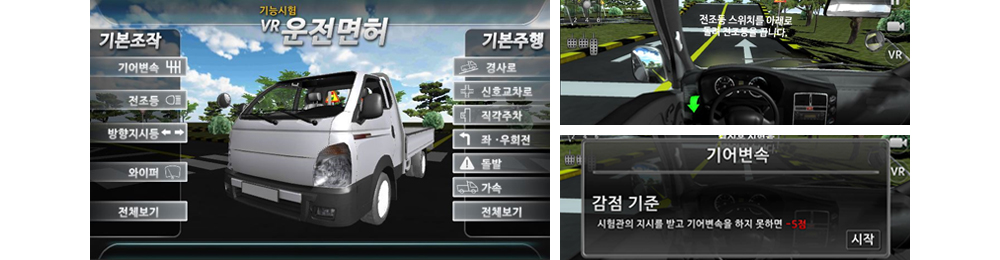 기능시험
VR 운전면허
기본조작
기어변속
전조등
방향지시등
와이퍼
전체보기
기본주행
경사로
신호교차로
직각주차
좌·우회전
돌발
가속
전체보기
전조등 스위치를 아래로
돌려 전조등을 끕니다.
VR
기어변속
감점 기준
시험관의 지시를 받고 기어변속을 하지 못하면 -5점
시작
VR